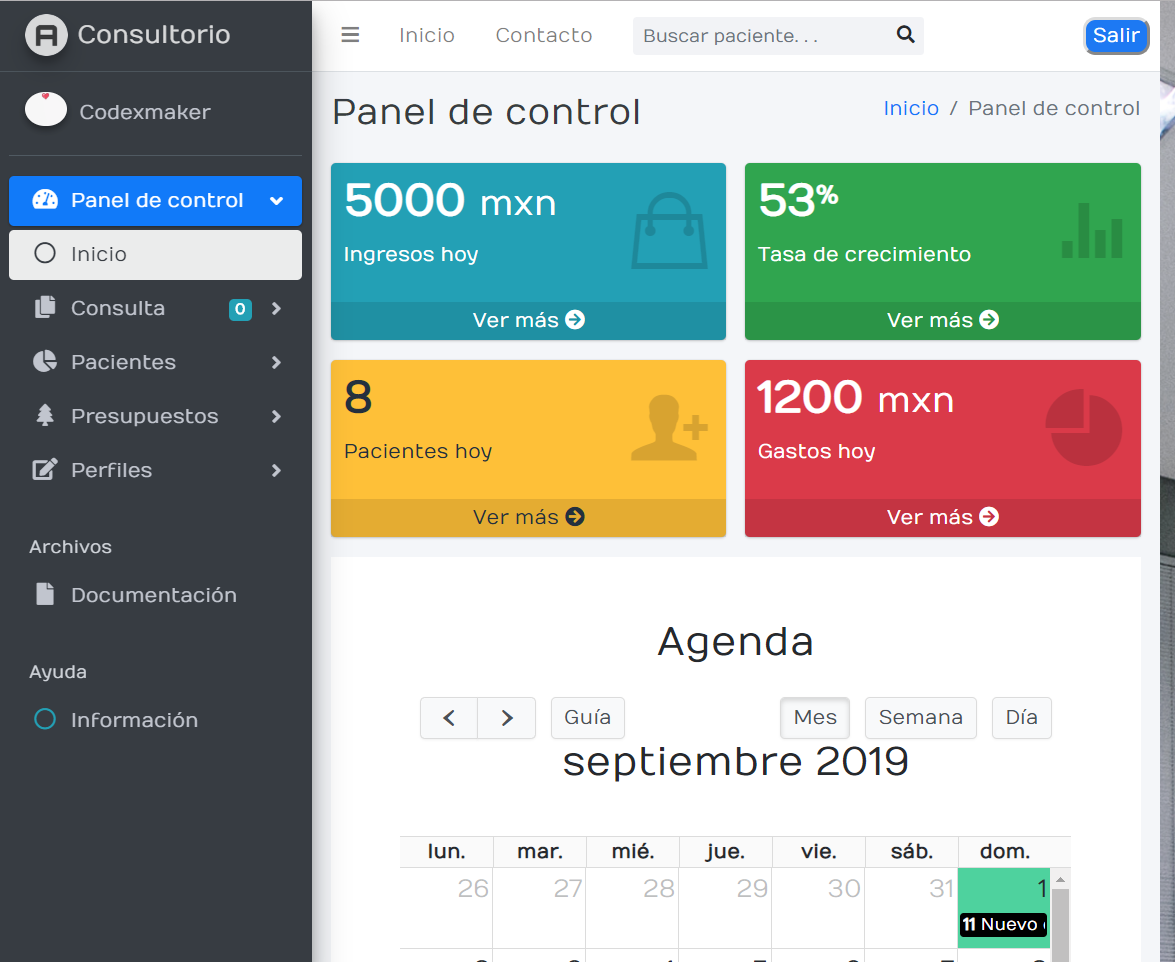 A Consultorio
Inicio Contacto Buscar paciente. . . Salir
Codexmaker
Panel de control
Inicio
Consulta 0
Pacientes
Presupuestos
Perfiles
Archivos
Documentación
Ayuda
Información
Panel de control
Inicio / Panel de control
5000 mxn
Ingresos hoy
Ver más
53%
Tasa de crecimiento
Ver más
8
Pacientes hoy
Ver más
1200 mxn
Gastos hoy
Ver más
Agenda
< > Guía Mes Semana Día
septiembre 2019
lun. mar. mié. jue. vie. sáb. dom.
26 27 28 29 30 31 1
11 Nuevo